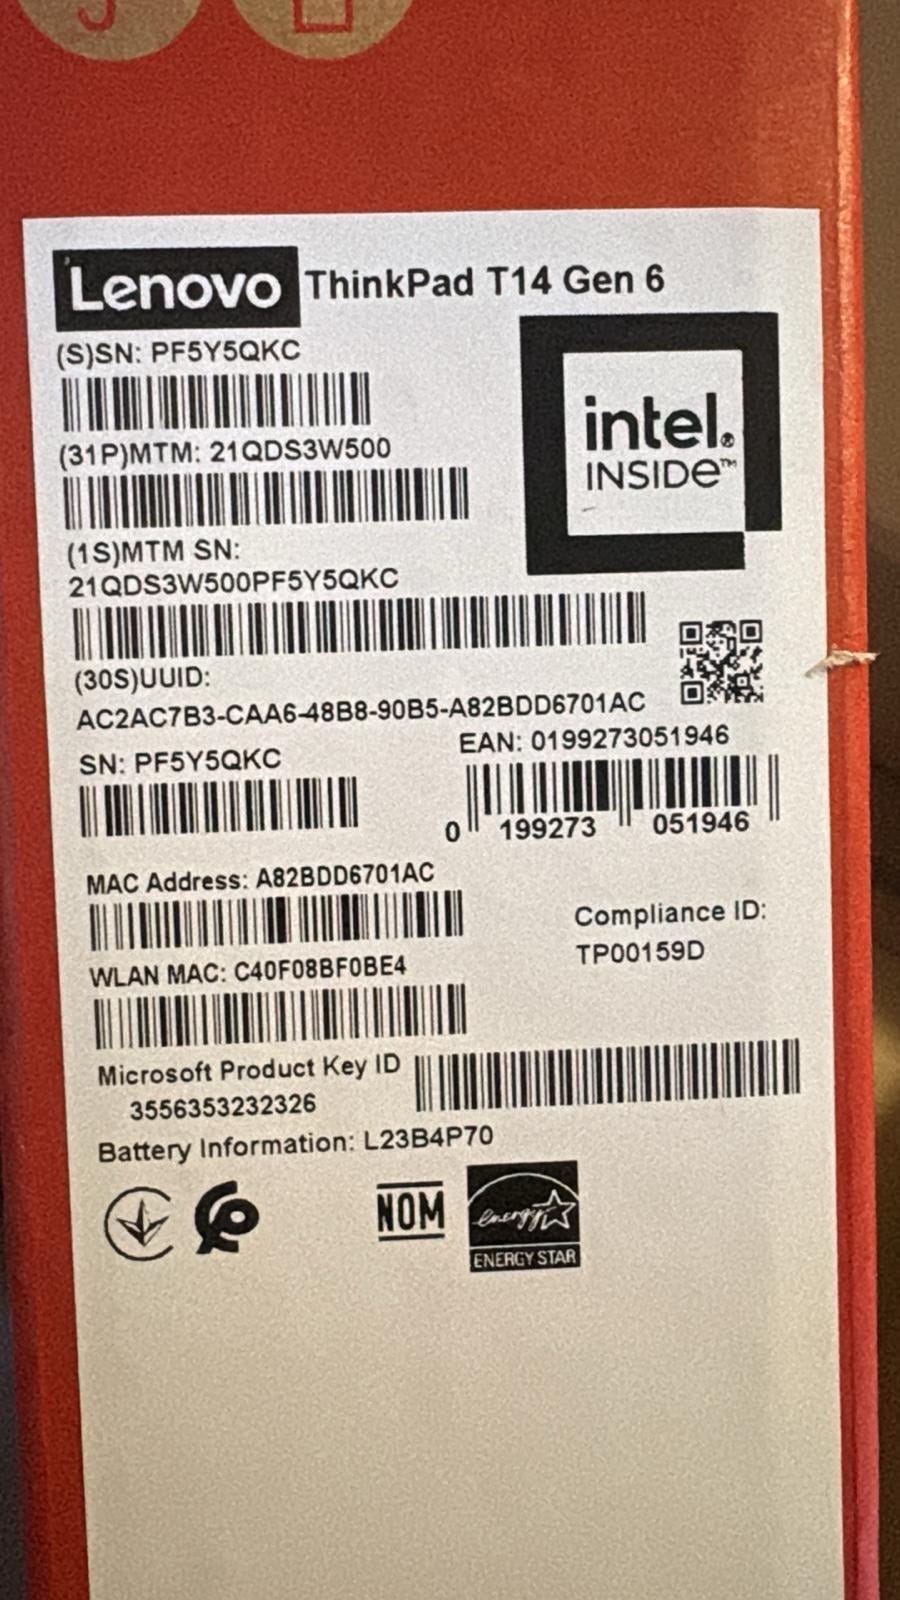 Lenovo ThinkPad T14 Gen 6
(S)SN: PF5Y5QKC
(31P)MTM: 21QDS3W500
intel®
INSIDe™
(1S)MTM SN:
21QDS3W500PF5Y5QKC
(30S)UUID:
AC2AC7B3-CAA6-48B8-90B5-A82BDD6701AC
SN: PF5Y5QKC
EAN: 0199273051946
0 199273 051946
MAC Address: A82BDD6701AC
Compliance ID:
TP00159D
WLAN MAC: C40F08BF0BE4
Microsoft Product Key ID
3556353232326
Battery Information: L23B4P70
NOM
energy
ENERGY STAR